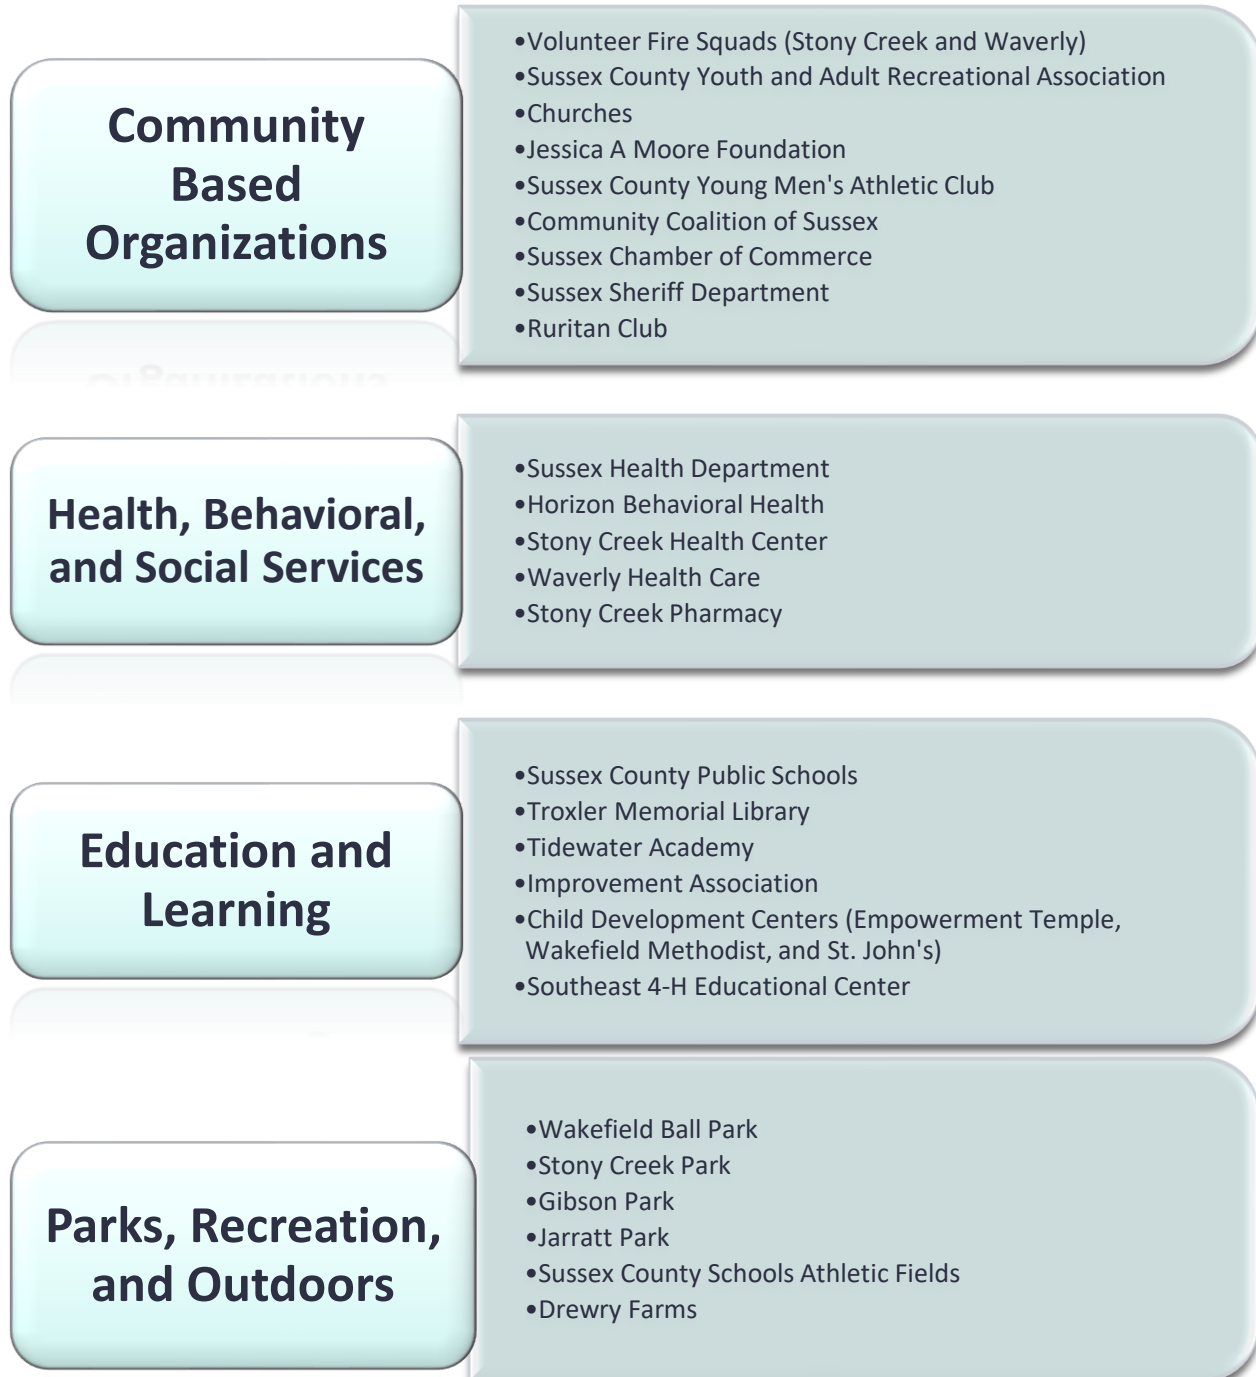 Community
Based
Organizations
•Volunteer Fire Squads (Stony Creek and Waverly)
•Sussex County Youth and Adult Recreational Association
•Churches
•Jessica A Moore Foundation
•Sussex County Young Men's Athletic Club
•Community Coalition of Sussex
•Sussex Chamber of Commerce
•Sussex Sheriff Department
•Ruritan Club
Health, Behavioral,
and Social Services
•Sussex Health Department
•Horizon Behavioral Health
•Stony Creek Health Center
•Waverly Health Care
•Stony Creek Pharmacy
Education and
Learning
•Sussex County Public Schools
•Troxler Memorial Library
•Tidewater Academy
•Improvement Association
•Child Development Centers (Empowerment Temple,
Wakefield Methodist, and St. John's)
•Southeast 4-H Educational Center
Parks, Recreation,
and Outdoors
•Wakefield Ball Park
•Stony Creek Park
•Gibson Park
•Jarratt Park
•Sussex County Schools Athletic Fields
•Drewry Farms